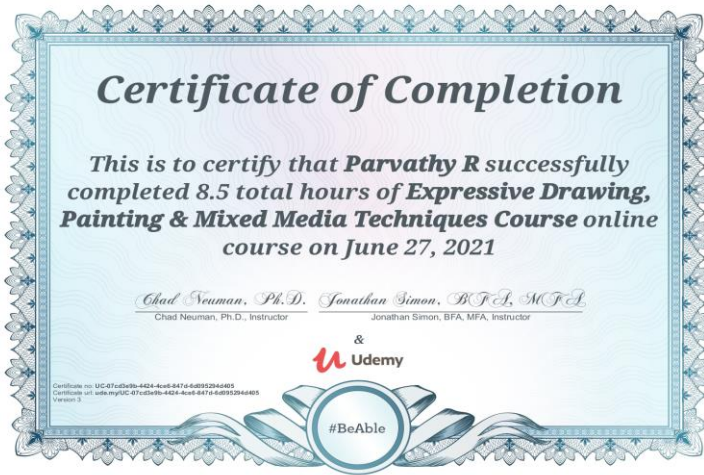 Certificate of Completion
This is to certify that Parvathy R successfully
completed 8.5 total hours of Expressive Drawing,
Painting & Mixed Media Techniques Course online
course on June 27, 2021
Chad Neuman, Ph.D. Jonathan Simon, BFA, MFA
Chad Neuman, Ph.D., Instructor Jonathan Simon, BFA, MFA, Instructor
&
Udemy
Certificate no: UC-07cd3e9b-4424-4ce6-847d-6d095294d405
Certificate url: ude.my/UC-07cd3e9b-4424-4ce6-847d-6d095294d405
Version 3
#BeAble